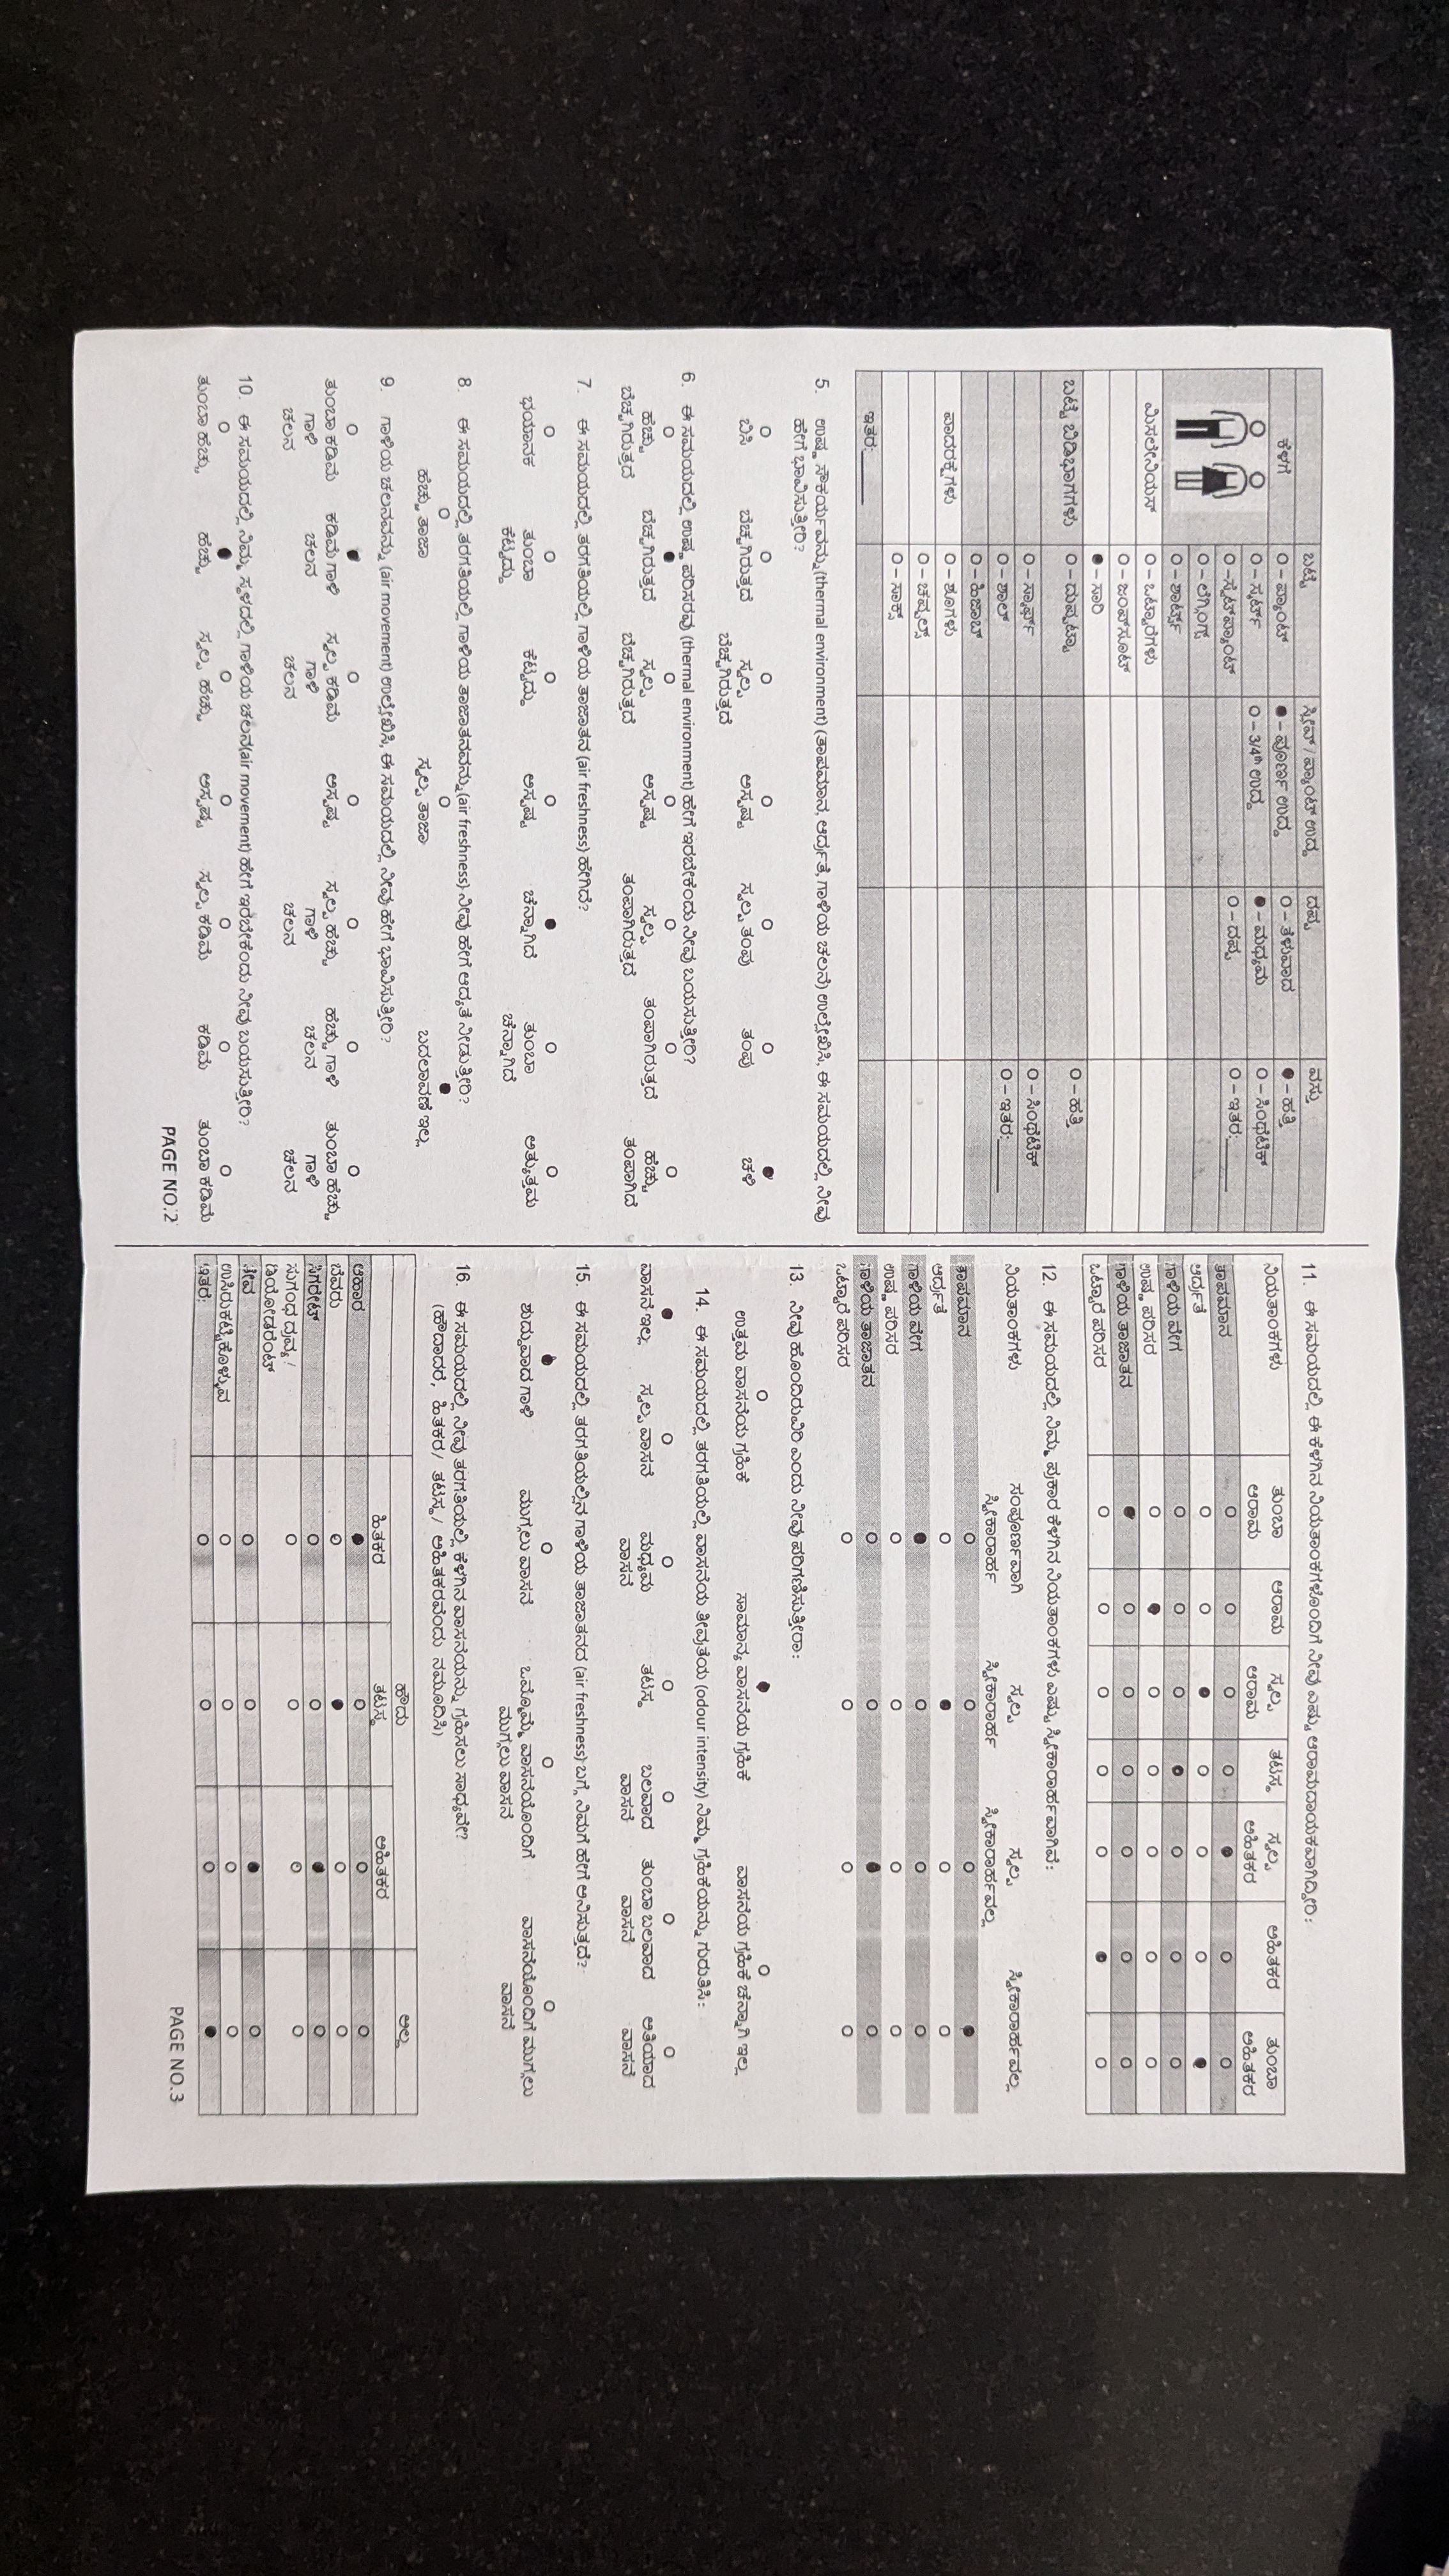 ಕೆಳಗೆ ಬಟ್ಟೆ ಸ್ಲೀವ್ / ಪ್ಯಾಂಟ್ ಉದ್ದ ದಪ್ಪ ವಸ್ತು
O – ಪ್ಯಾಂಟ್ ● – ಪೂರ್ಣ ಉದ್ದ O – ತೆಳುವಾದ ● – ಹತ್ತಿ
O – ಸ್ಕರ್ಟ್ O – 3/4th ಉದ್ದ ● – ಮಧ್ಯಮ O – ಸಿಂಥೆಟಿಕ್
O – ಸ್ವೆಟ್‌ಪ್ಯಾಂಟ್ O – ದಪ್ಪ O – ಇತರ:______
O – ಲೆಗ್ಗಿಂಗ್ಸ್
O – ಶಾರ್ಟ್ಸ್
ಮಿಸಲೇನಿಯಸ್ O – ಒಟ್ಟಾರೆಗಳು
O – ಜಂಪ್‌ಸೂಟ್
● – ಸಾರಿ
ಬಟ್ಟೆ ಬಿಡಿಭಾಗಗಳು O – ದುಪ್ಪಟ್ಟಾ O – ಹತ್ತಿ
O – ಸ್ಕಾರ್ಫ್ O – ಸಿಂಥೆಟಿಕ್
O – ಶಾಲ್ O – ಇತರ:______
O – ಹಿಜಾಬ್
ಪಾದರಕ್ಷೆಗಳು O – ಶೂಗಳು
O – ಚಪ್ಪಲ್ಸ್
O – ಸಾಕ್ಸ್
ಇತರ:______
5. ಉಷ್ಣ ಸೌಕರ್ಯವನ್ನು (thermal environment) (ತಾಪಮಾನ, ಆರ್ದ್ರತೆ, ಗಾಳಿಯ ಚಲನೆ) ಉಲ್ಲೇಖಿಸಿ, ಈ ಸಮಯದಲ್ಲಿ ನೀವು
ಹೇಗೆ ಭಾವಿಸುತ್ತೀರಿ?
O O O O O O ●
ಬಿಸಿ ಬೆಚ್ಚಗಿರುತ್ತದೆ ಸ್ವಲ್ಪ ಅಸ್ಪಷ್ಟ ಸ್ವಲ್ಪ ತಂಪು ತಂಪು ಚಳಿ
ಬೆಚ್ಚಗಿರುತ್ತದೆ
6. ಈ ಸಮಯದಲ್ಲಿ ಉಷ್ಣ ಪರಿಸರವು (thermal environment) ಹೇಗೆ ಇರಬೇಕೆಂದು ನೀವು ಬಯಸುತ್ತೀರಿ?
O ● O O O O O
ಹೆಚ್ಚು ಬೆಚ್ಚಗಿರುತ್ತದೆ ಸ್ವಲ್ಪ ಅಸ್ಪಷ್ಟ ಸ್ವಲ್ಪ ತಂಪಾಗಿರುತ್ತದೆ ಹೆಚ್ಚು
ಬೆಚ್ಚಗಿರುತ್ತದೆ ಬೆಚ್ಚಗಿರುತ್ತದೆ ತಂಪಾಗಿರುತ್ತದೆ ತಂಪಾಗಿದೆ
7. ಈ ಸಮಯದಲ್ಲಿ ತರಗತಿಯಲ್ಲಿ ಗಾಳಿಯ ತಾಜಾತನ (air freshness) ಹೇಗಿದೆ?
O O O O ● O O
ಭಯಾನಕ ತುಂಬಾ ಕೆಟ್ಟದ್ದು ಅಸ್ಪಷ್ಟ ಚೆನ್ನಾಗಿದೆ ತುಂಬಾ ಅತ್ಯುತ್ತಮ
ಕೆಟ್ಟದ್ದು ಚೆನ್ನಾಗಿದೆ
8. ಈ ಸಮಯದಲ್ಲಿ ತರಗತಿಯಲ್ಲಿ ಗಾಳಿಯ ತಾಜಾತನವನ್ನು (air freshness) ನೀವು ಹೇಗೆ ಆದ್ಯತೆ ನೀಡುತ್ತೀರಿ?
O O ●
ಹೆಚ್ಚು ತಾಜಾ ಸ್ವಲ್ಪ ತಾಜಾ ಬದಲಾವಣೆ ಇಲ್ಲ
9. ಗಾಳಿಯ ಚಲನವನ್ನು (air movement) ಉಲ್ಲೇಖಿಸಿ, ಈ ಸಮಯದಲ್ಲಿ ನೀವು ಹೇಗೆ ಭಾವಿಸುತ್ತೀರಿ?
O ● O O O O O
ತುಂಬಾ ಕಡಿಮೆ ಕಡಿಮೆ ಗಾಳಿ ಸ್ವಲ್ಪ ಕಡಿಮೆ ಅಸ್ಪಷ್ಟ ಸ್ವಲ್ಪ ಹೆಚ್ಚು ಹೆಚ್ಚು ಗಾಳಿ ತುಂಬಾ ಹೆಚ್ಚು
ಗಾಳಿ ಚಲನ ಗಾಳಿ ಗಾಳಿ ಚಲನ ಗಾಳಿ
ಚಲನ ಚಲನ ಚಲನ ಚಲನ
10. ಈ ಸಮಯದಲ್ಲಿ ನಿಮ್ಮ ಸ್ಥಳದಲ್ಲಿ ಗಾಳಿಯ ಚಲನ(air movement) ಹೇಗೆ ಇರಬೇಕೆಂದು ನೀವು ಬಯಸುತ್ತೀರಿ?
O ● O O O O O
ತುಂಬಾ ಹೆಚ್ಚು ಹೆಚ್ಚು ಸ್ವಲ್ಪ ಹೆಚ್ಚು ಅಸ್ಪಷ್ಟ ಸ್ವಲ್ಪ ಕಡಿಮೆ ಕಡಿಮೆ ತುಂಬಾ ಕಡಿಮೆ
PAGE NO.2
11. ಈ ಸಮಯದಲ್ಲಿ ಈ ಕೆಳಗಿನ ನಿಯತಾಂಕಗಳೊಂದಿಗೆ ನೀವು ಎಷ್ಟು ಆರಾಮದಾಯಕವಾಗಿದ್ದೀರಿ:
ನಿಯತಾಂಕಗಳು ತುಂಬಾ ಆರಾಮ ಸ್ವಲ್ಪ ತಟಸ್ಥ ಸ್ವಲ್ಪ ಅಹಿತಕರ ತುಂಬಾ
ಆರಾಮ ಆರಾಮ ಅಹಿತಕರ ಅಹಿತಕರ
ತಾಪಮಾನ O O O O ● O O
ಆರ್ದ್ರತೆ O O ● O O O ●
ಗಾಳಿಯ ವೇಗ O O O ● O O O
ಉಷ್ಣ ಪರಿಸರ O ● O O O O O
ಗಾಳಿಯ ತಾಜಾತನ ● O O O O O O
ಒಟ್ಟಾರೆ ಪರಿಸರ O O O O O ● O
12. ಈ ಸಮಯದಲ್ಲಿ ನಿಮ್ಮ ಪ್ರಕಾರ ಕೆಳಗಿನ ನಿಯತಾಂಕಗಳು ಎಷ್ಟು ಸ್ವೀಕಾರಾರ್ಹವಾಗಿವೆ:
ನಿಯತಾಂಕಗಳು ಸಂಪೂರ್ಣವಾಗಿ ಸ್ವಲ್ಪ ಸ್ವಲ್ಪ ಸ್ವೀಕಾರಾರ್ಹವಲ್ಲ
ಸ್ವೀಕಾರಾರ್ಹ ಸ್ವೀಕಾರಾರ್ಹ ಸ್ವೀಕಾರಾರ್ಹವಲ್ಲ
ತಾಪಮಾನ O O O ●
ಆರ್ದ್ರತೆ O ● O O
ಗಾಳಿಯ ವೇಗ ● O O O
ಉಷ್ಣ ಪರಿಸರ O O O O
ಗಾಳಿಯ ತಾಜಾತನ O O ● O
ಒಟ್ಟಾರೆ ಪರಿಸರ O O O O
13. ನೀವು ಹೊಂದಿರುವಿರಿ ಎಂದು ನೀವು ಪರಿಗಣಿಸುತ್ತೀರಾ:
O ● O
ಉತ್ತಮ ವಾಸನೆಯ ಗ್ರಹಿಕೆ ಸಾಮಾನ್ಯ ವಾಸನೆಯ ಗ್ರಹಿಕೆ ವಾಸನೆಯ ಗ್ರಹಿಕೆ ಚೆನ್ನಾಗಿ ಇಲ್ಲ
14. ಈ ಸಮಯದಲ್ಲಿ ತರಗತಿಯಲ್ಲಿ ವಾಸನೆಯ ತೀವ್ರತೆಯ (odour intensity) ನಿಮ್ಮ ಗ್ರಹಿಕೆಯನ್ನು ಗುರುತಿಸಿ:
● O O O O O O
ವಾಸನೆ ಇಲ್ಲ ಸ್ವಲ್ಪ ವಾಸನೆ ಮಧ್ಯಮ ತಟಸ್ಥ ಬಲವಾದ ತುಂಬಾ ಬಲವಾದ ಅತಿಯಾದ
ವಾಸನೆ ವಾಸನೆ ವಾಸನೆ ವಾಸನೆ
15. ಈ ಸಮಯದಲ್ಲಿ ತರಗತಿಯಲ್ಲಿನ ಗಾಳಿಯ ತಾಜಾತನದ (air freshness) ಬಗ್ಗೆ ನಿಮಗೆ ಹೇಗೆ ಅನಿಸುತ್ತದೆ?
● O O O
ಶುದ್ಧವಾದ ಗಾಳಿ ಮುಗ್ಗಲು ವಾಸನೆ ಒಮ್ಮೊಮ್ಮೆ ವಾಸನೆಯೊಂದಿಗೆ ವಾಸನೆಯೊಂದಿಗೆ ಮುಗ್ಗಲು
ಮುಗ್ಗಲು ವಾಸನೆ ವಾಸನೆ
16. ಈ ಸಮಯದಲ್ಲಿ ನೀವು ತರಗತಿಯಲ್ಲಿ ಕೆಳಗಿನ ವಾಸನೆಯನ್ನು ಗ್ರಹಿಸಲು ಸಾಧ್ಯವೇ?
(ಹೌದಾದರೆ, ಹಿತಕರ/ ತಟಸ್ಥ/ ಅಹಿತಕರವೆಂದು ನಮೂದಿಸಿ)
ಹೌದು ಅಲ್ಲ
ಹಿತಕರ ತಟಸ್ಥ ಅಹಿತಕರ
ಆಹಾರ ● O O O
ಬೆವರು O ● O O
ಸಿಗರೇಟ್ O O ● O
ಸುಗಂಧ ದ್ರವ್ಯ / O O O O
ಡಿಯೋಡರೆಂಟ್
ತೇವ O O ● O
ಉಸಿರುಕಟ್ಟಿಕೊಳ್ಳುವ O O O O
ಇತರೆ: O O O ●
PAGE NO.3